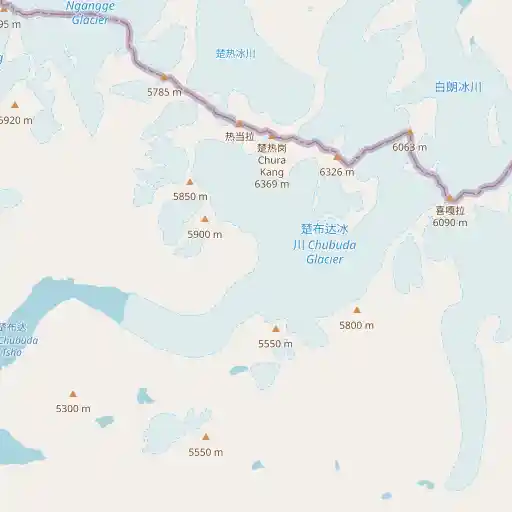 Ngangge
Glacier
95 m
楚热冰川
白朗冰川
5785 m
5920 m
热当拉
楚热岗
Chura
Kang
6369 m
6063 m
6326 m
5850 m
5900 m
喜嘎拉
6090 m
楚布达冰
川 Chubuda
Glacier
5800 m
5550 m
楚布达
Chubuda
Tsho
5300 m
5550 m